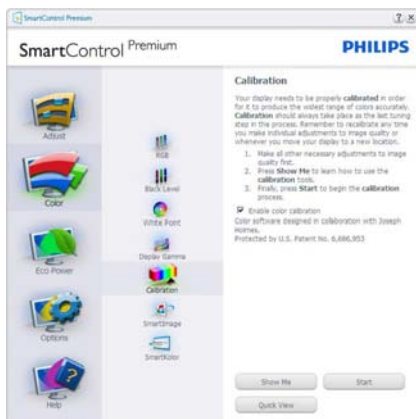 SmartControl Premium
SmartControl Premium
PHILIPS
Adjust
Color
Eco Power
Options
Help
RGB
Black Level
White Point
Display Gamma
Calibration
SmartImage
SmartKolor
Calibration
Your display needs to be properly calibrated in order
for it to produce the widest range of colors accurately.
Calibration should always take place as the last tuning
step in the process. Remember to recalibrate any time
you make individual adjustments to image quality or
whenever you move your display to a new location.
1. Make all other necessary adjustments to image
quality first.
2. Press Show Me to learn how to use the
calibration tools.
3. Finally, press Start to begin the calibration
process.
Enable color calibration
Color software designed in collaboration with Joseph
Holmes.
Protected by U.S. Patent No. 6,686,953
Show Me
Start
Quick View